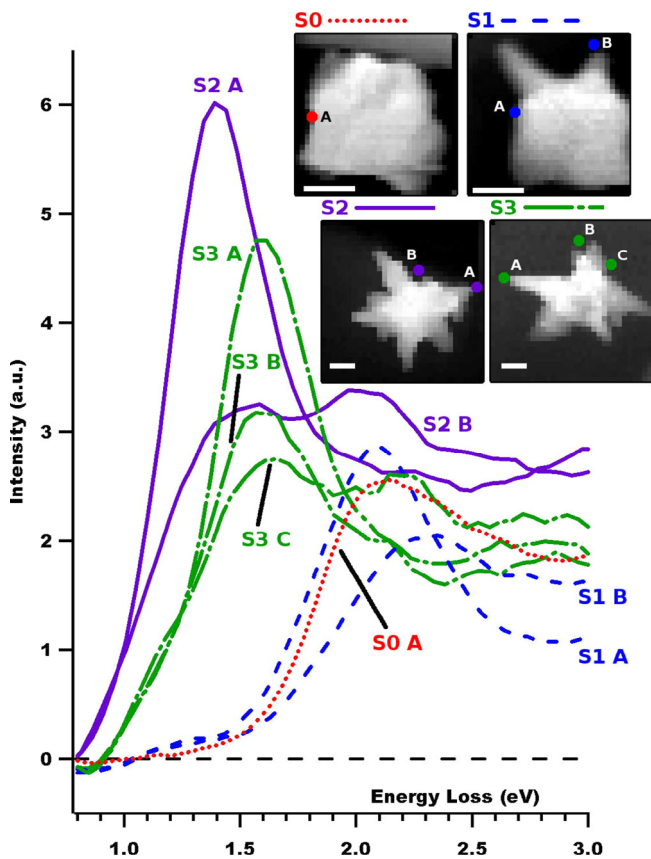 S0
S1
B
A
A
6
S2 A
5
S2
S3
B
A
B
C
A
S3 A
4
S3 B
3
S2 B
S3 C
2
S1 B
S0 A
S1 A
1
0
Intensity (a.u.)
Energy Loss (eV)
1.0
1.5
2.0
2.5
3.0